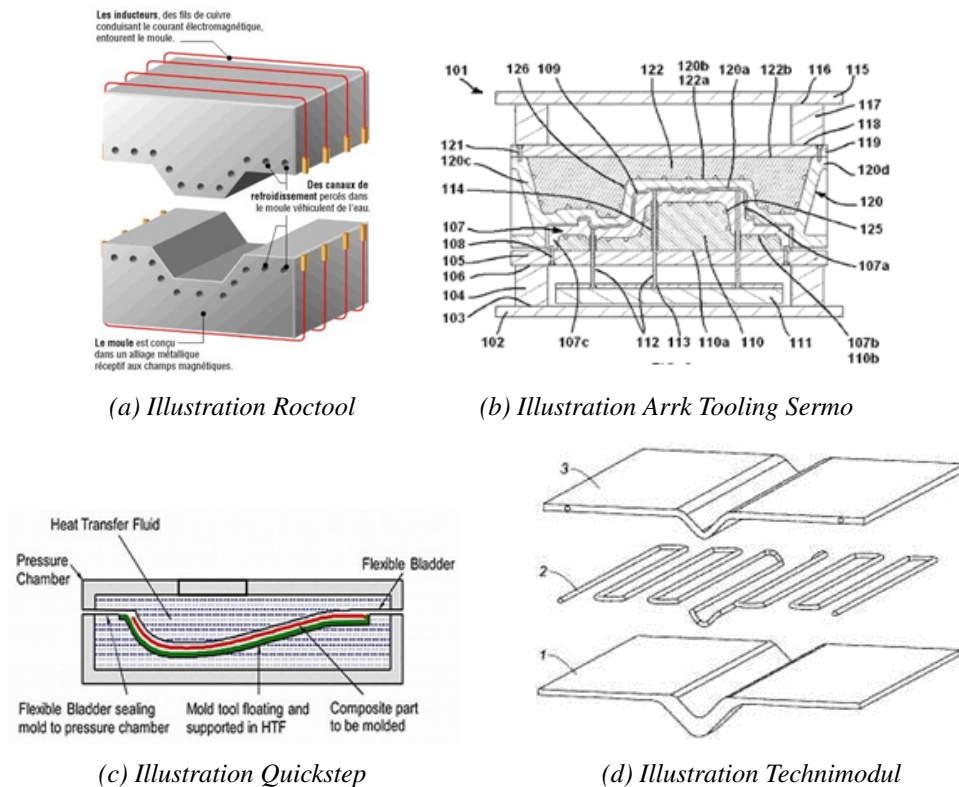 Les inducteurs, des fils de cuivre
conduisant le courant électromagnétique,
entourent le moule.
Des canaux de
refroidissement percés dans
le moule véhiculent de l'eau.
Le moule est conçu
dans un alliage métallique
réceptif aux champs magnétiques.
(a) Illustration Roctool
101
126
109
120b
122a
122
120a
122b
116
115
117
118
119
121
120c
120d
114
120
107
125
108
107a
105
106
104
103
102
107c
112
113
110a
110
111
107b
110b
(b) Illustration Arrk Tooling Sermo
Heat Transfer Fluid
Pressure
Chamber
Flexible Bladder
Flexible Bladder sealing
mold to pressure chamber
Mold tool floating and
supported in HTF
Composite part
to be molded
(c) Illustration Quickstep
3
2
1
(d) Illustration Technimodul